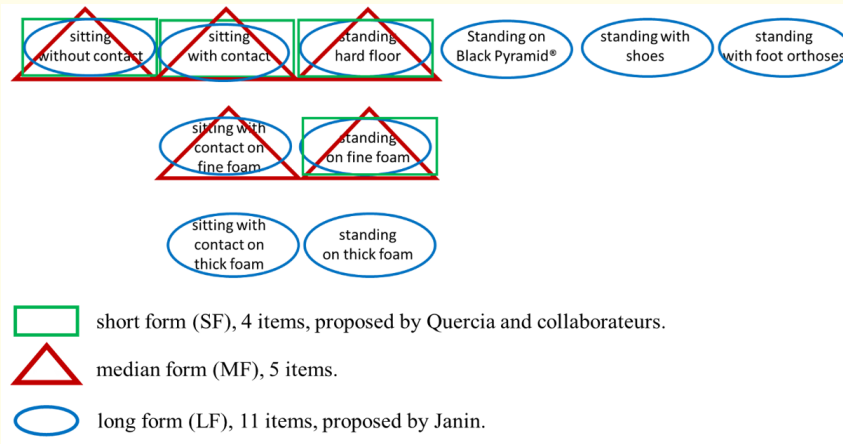 sitting
without contact
sitting
with contact
standing
hard floor
Standing on
Black Pyramid®
standing with
shoes
standing
with foot orthoses
sitting with
contact on
fine foam
standing
on fine foam
sitting with
contact on
thick foam
standing
on thick foam
short form (SF), 4 items, proposed by Quercia and collaborateurs.
median form (MF), 5 items.
long form (LF), 11 items, proposed by Janin.